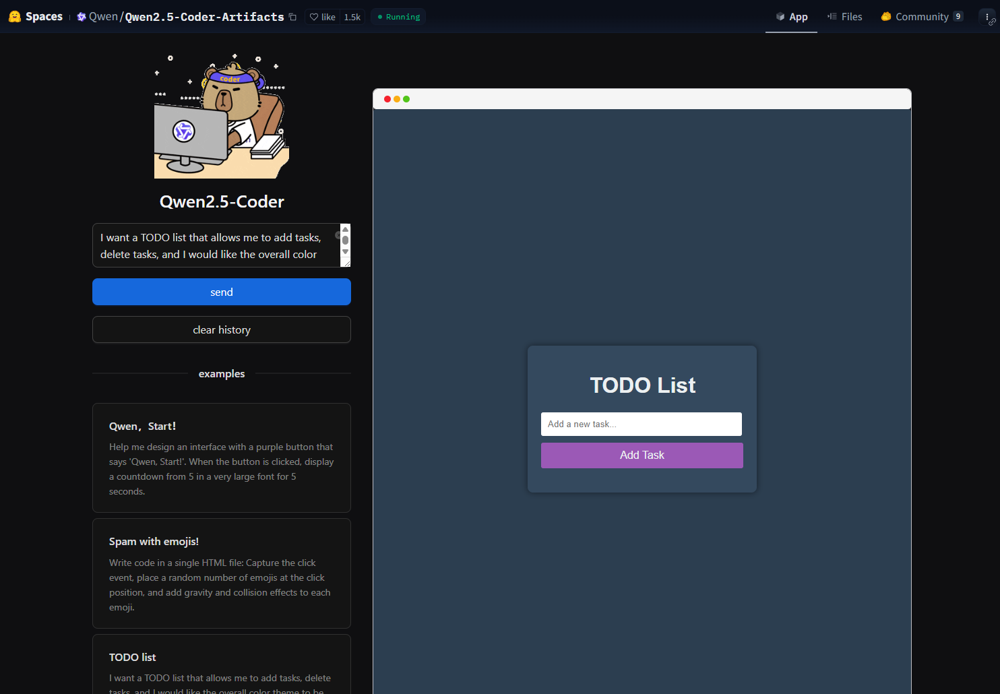 Spaces
Qwen/Qwen2.5-Coder-Artifacts
like 1.5k
Running
App
Files
Community 9
coder
Qwen2.5-Coder
I want a TODO list that allows me to add tasks,
delete tasks, and I would like the overall color
send
clear history
examples
Qwen，Start!
Help me design an interface with a purple button that
says 'Qwen, Start!'. When the button is clicked, display
a countdown from 5 in a very large font for 5
seconds.
Spam with emojis!
Write code in a single HTML file: Capture the click
event, place a random number of emojis at the click
position, and add gravity and collision effects to each
emoji.
TODO list
I want a TODO list that allows me to add tasks, delete
tasks, and I would like the overall color theme to be
TODO List
Add a new task...
Add Task